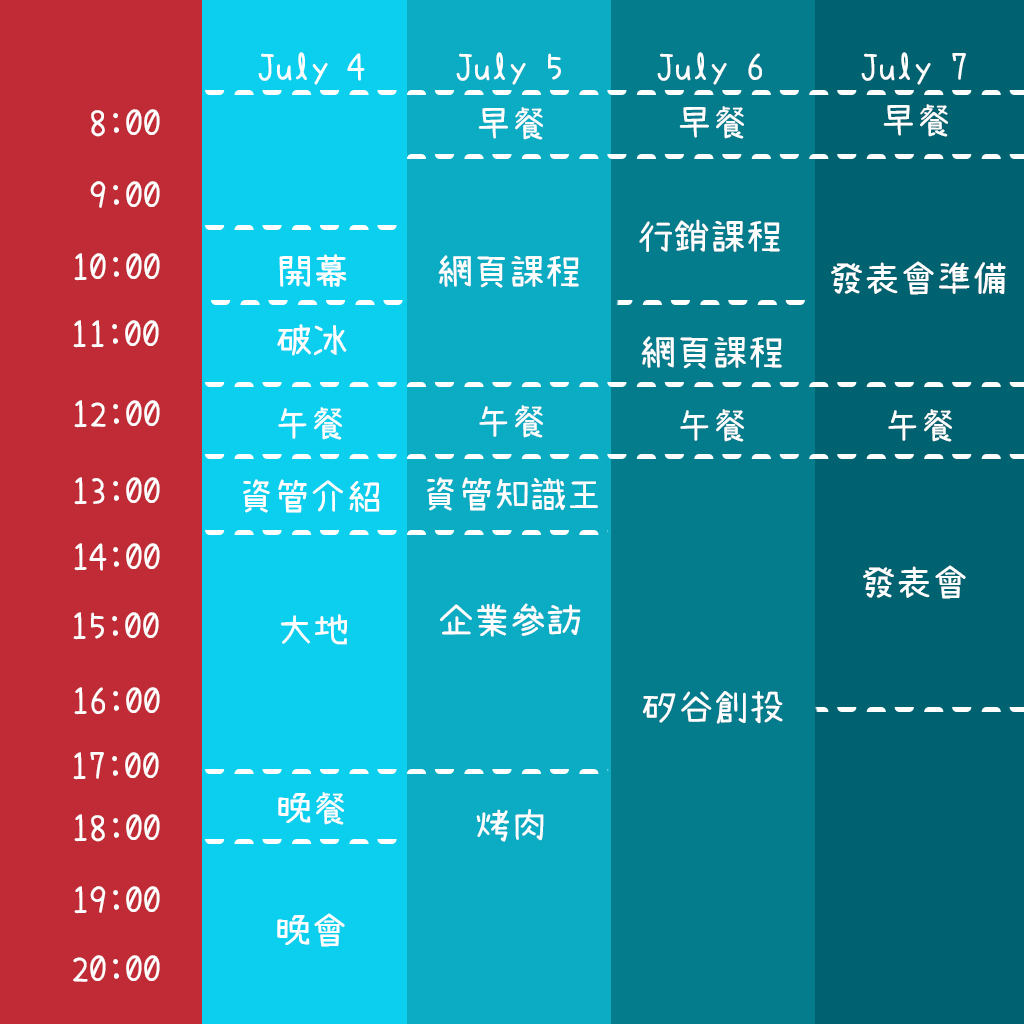 July 4 July 5 July 6 July 7
8:00 早餐 早餐 早餐
9:00
行銷課程
10:00 開幕 網頁課程 發表會準備
11:00 破冰 網頁課程
12:00 午餐 午餐 午餐 午餐
13:00 資管介紹 資管知識王
14:00 發表會
15:00 大地 企業參訪
16:00 矽谷創投
17:00
晚餐
18:00 烤肉
19:00
晚會
20:00